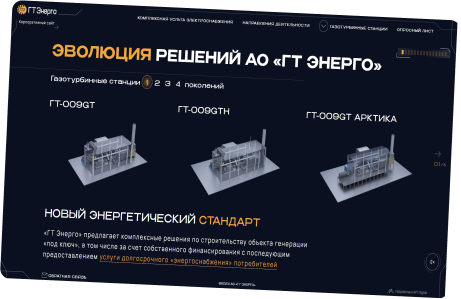 ГТ Энерго
Корпоративный сайт
КОМПЛЕКСНАЯ УСЛУГА ЭЛЕКТРОСНАБЖЕНИЯ
НАПРАВЛЕНИЯ ДЕЯТЕЛЬНОСТИ
ГАЗОТУРБИННЫЕ СТАНЦИИ
ОПРОСНЫЙ ЛИСТ
ЭВОЛЮЦИЯ РЕШЕНИЙ АО «ГТ ЭНЕРГО»
Газотурбинные станции 1 2 3 4 поколений
ГТ-009GT
ГТ-009GTH
ГТ-009GT АРКТИКА
НОВЫЙ ЭНЕРГЕТИЧЕСКИЙ СТАНДАРТ
«ГТ Энерго» предлагает комплексные решения по строительству объекта генерации
«под ключ», в том числе за счет собственного финансирования с последующим
предоставлением услуги долгосрочного «энергоснабжения» потребителей
ОБРАТНАЯ СВЯЗЬ